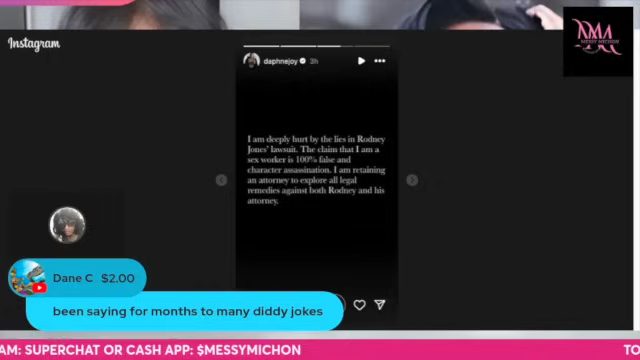 Instagram
daphnejoy 3h
I am deeply hurt by the lies in Rodney
Jones' lawsuit. The claim that I am a
sex worker is 100% false and
character assassination. I am retaining
an attorney to explore all legal
remedies against both Rodney and his
attorney.
MESSY MICHON
Dane C $2.00
been saying for months to many diddy jokes
AM: SUPERCHAT OR CASH APP: $MESSYMICHON
TO